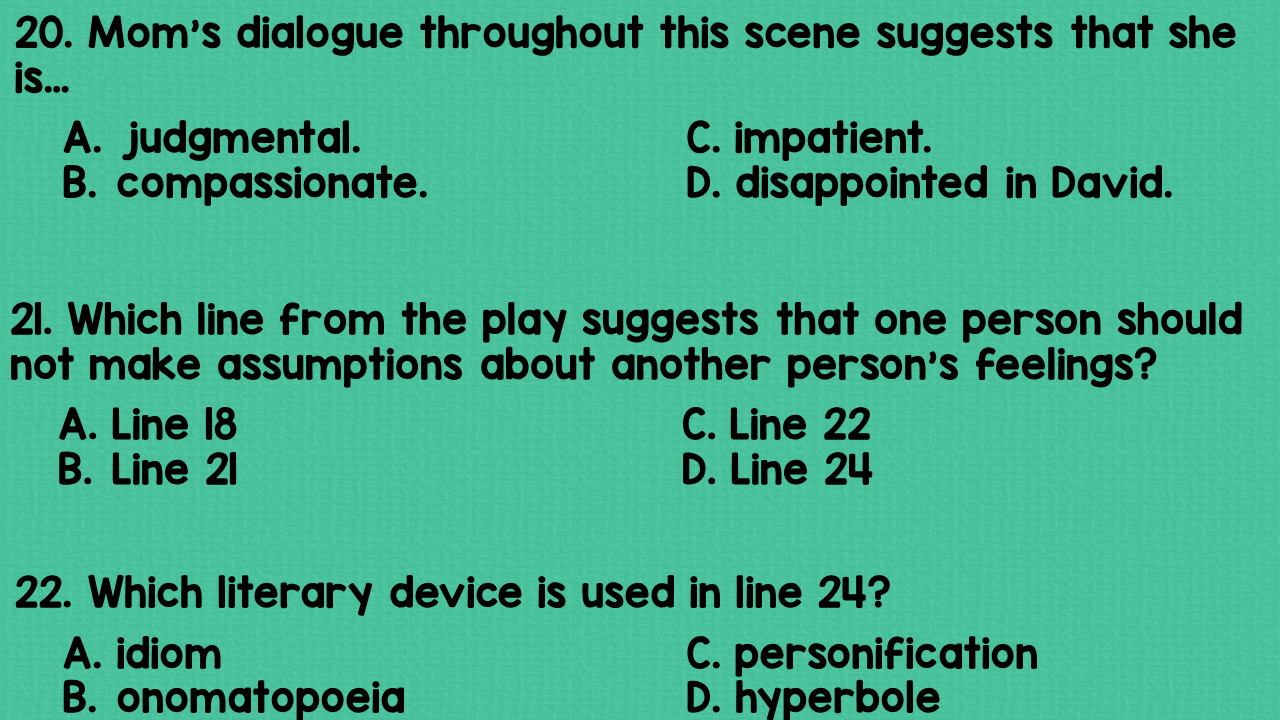 20. Mom's dialogue throughout this scene suggests that she
is...
A. judgmental.
B. compassionate.
C. impatient.
D. disappointed in David.
21. Which line from the play suggests that one person should
not make assumptions about another person's feelings?
A. Line 18
B. Line 21
C. Line 22
D. Line 24
22. Which literary device is used in line 24?
A. idiom
B. onomatopoeia
C. personification
D. hyperbole